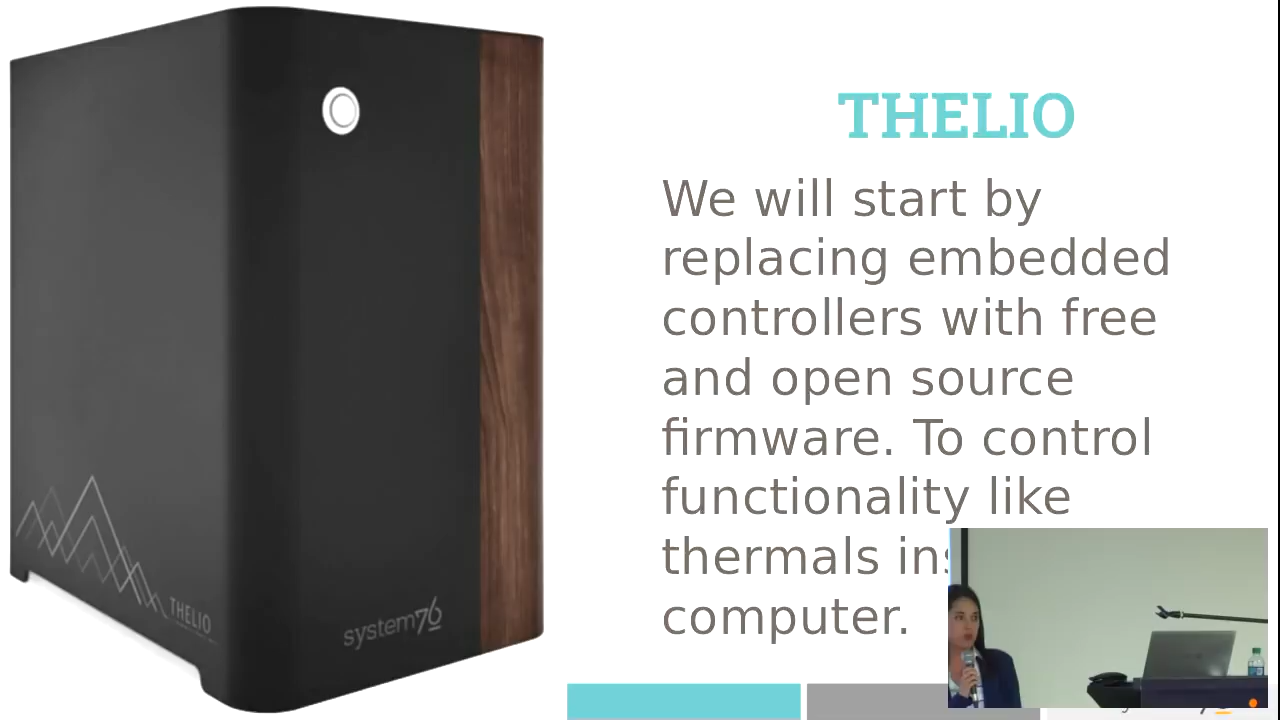 THELIO
We will start by
replacing embedded
controllers with free
and open source
firmware. To control
functionality like
thermals
computer.
THELIO
system76